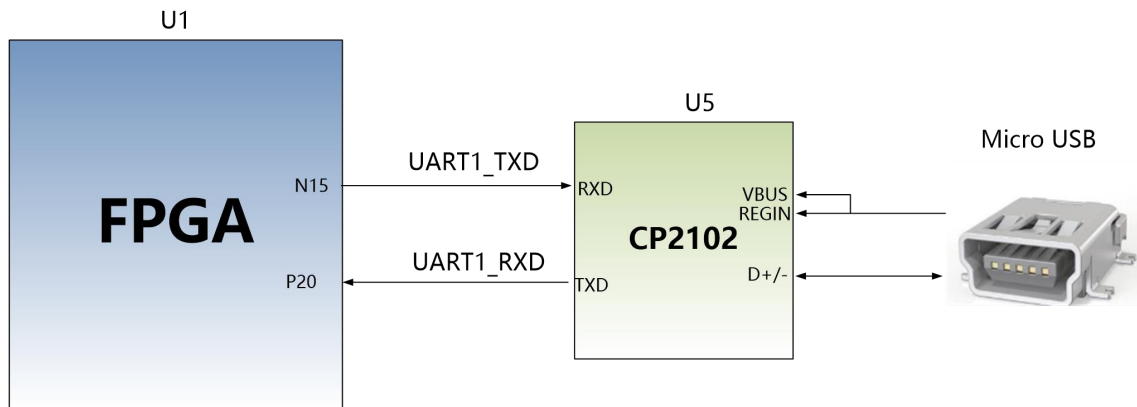 U1
FPGA
N15
P20
UART1_TXD
UART1_RXD
U5
RXD
TXD
CP2102
VBUS
REGIN
D+/-
Micro USB